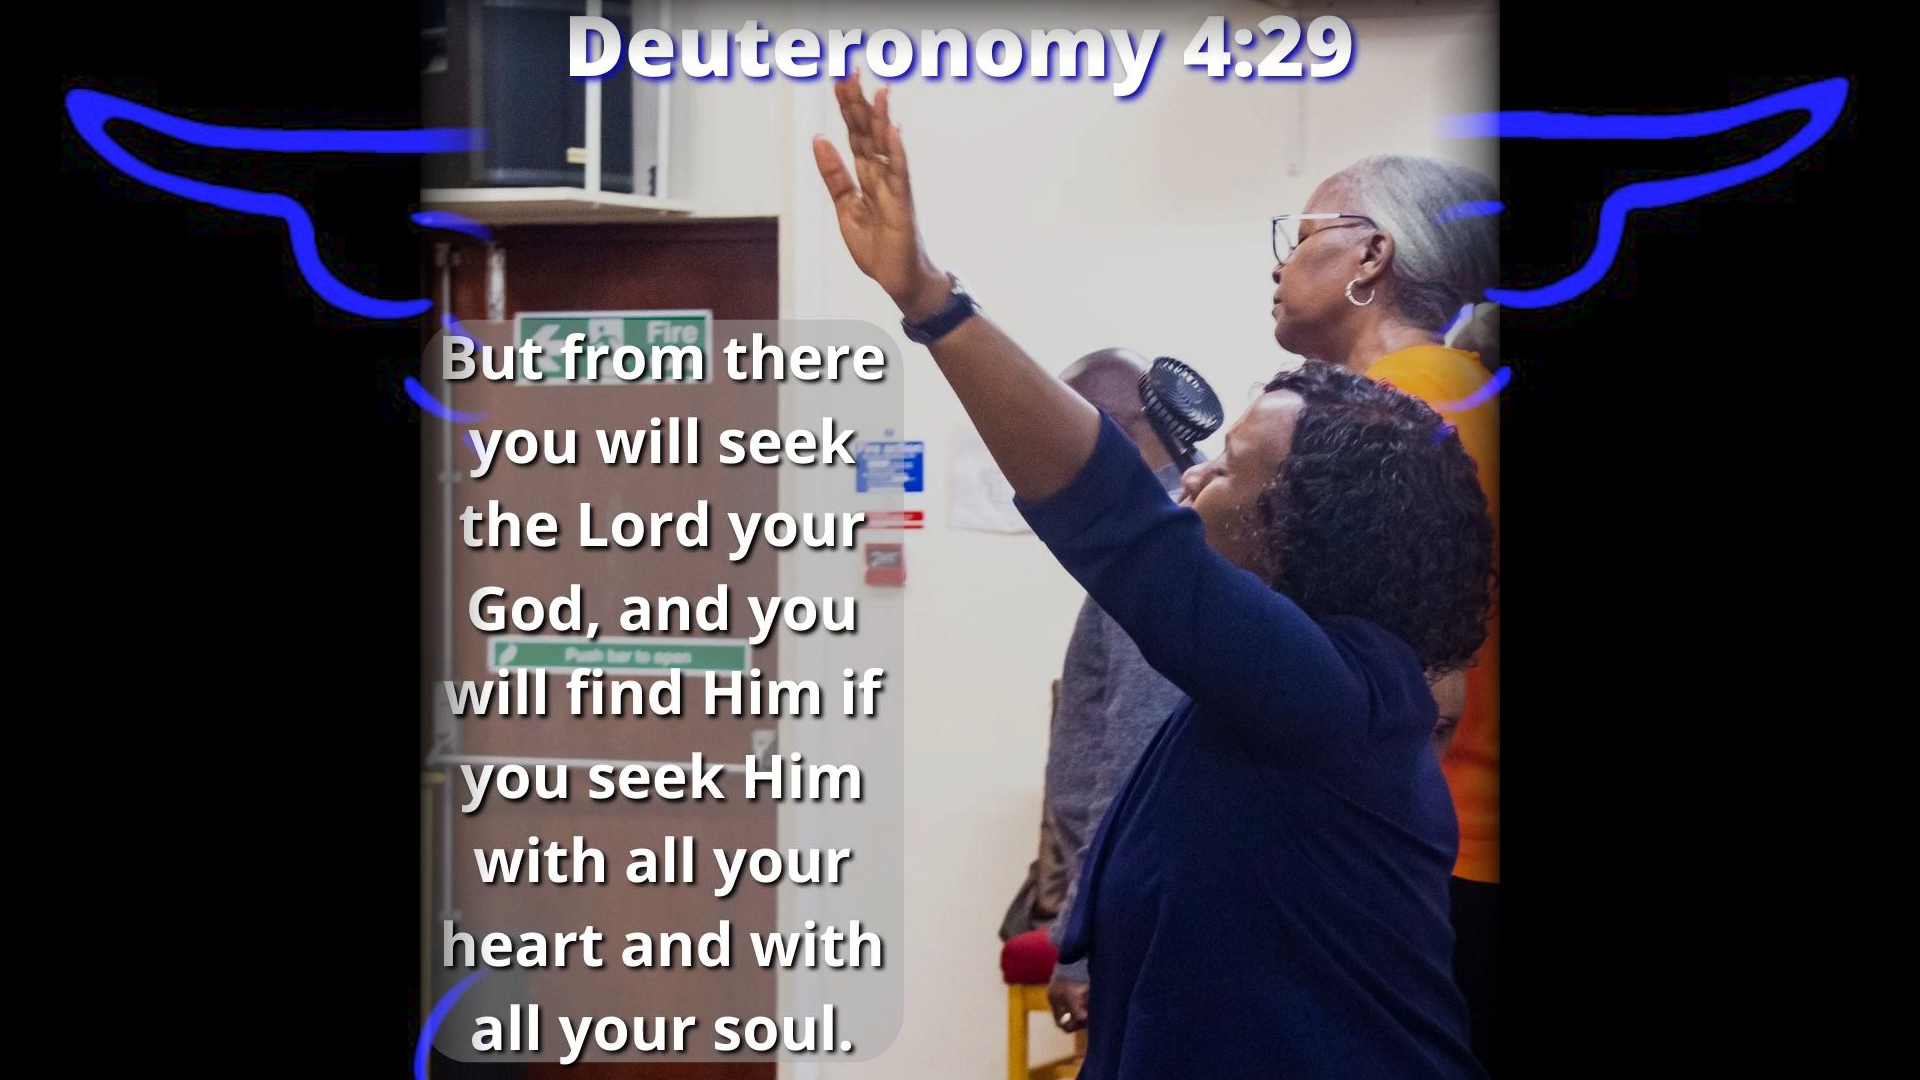 Deuteronomy 4:29
Fire
But from there
you will seek
the Lord your
God, and you
Push bar to open
will find Him if
you seek Him
with all your
heart and with
all your soul.